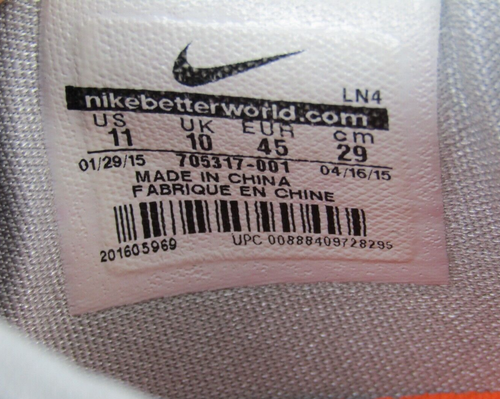 LN4
nikebetterworld.com
US UK EUR cm
11 10 45 29
01/29/15 705317-001 04/16/15
MADE IN CHINA
FABRIQUE EN CHINE
201605969 UPC 00888409728295